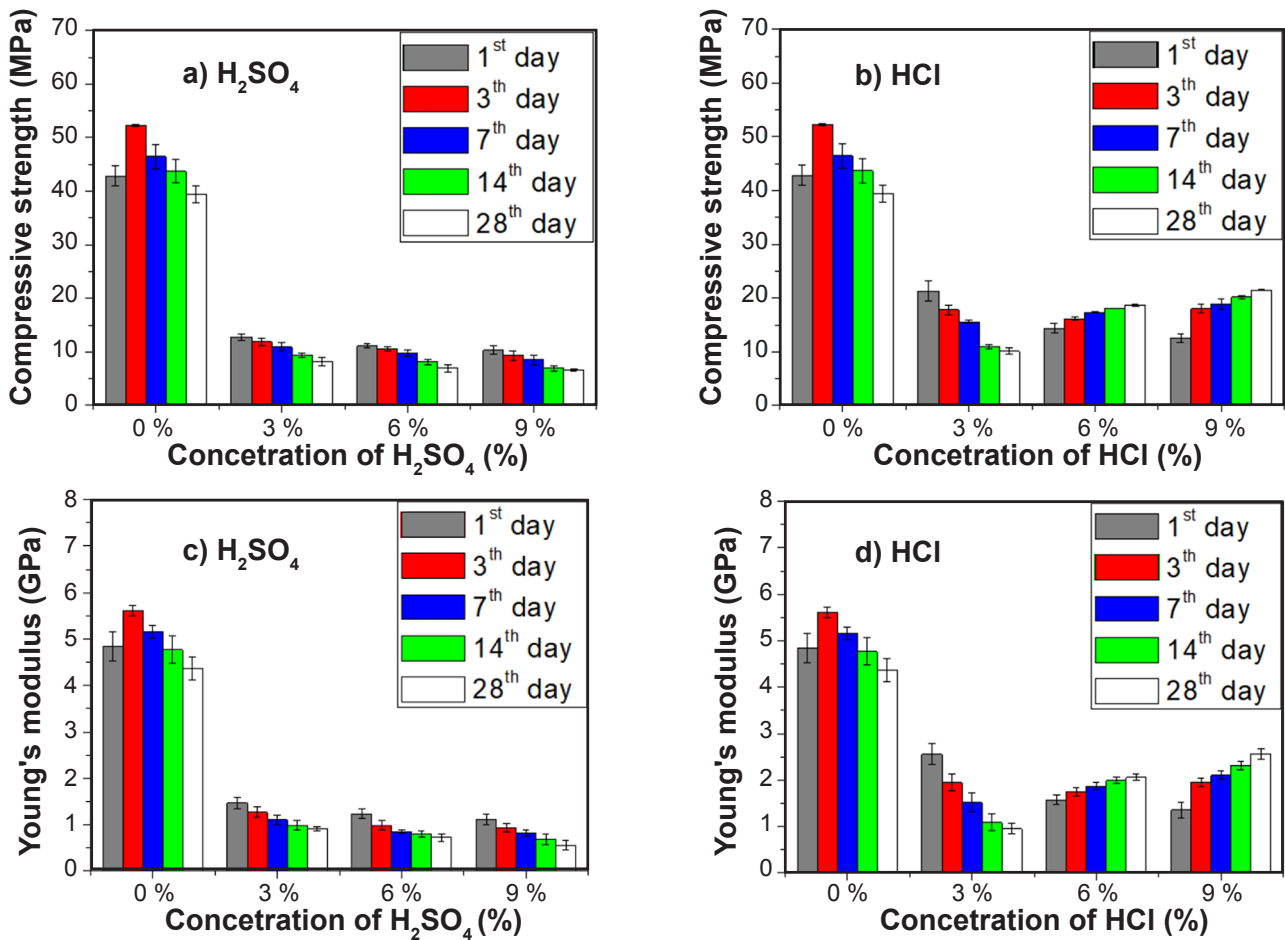 Compressive strength (MPa)
70
60
50
40
30
20
10
0
a) H₂SO₄
1ˢᵗ day
3ᵗʰ day
7ᵗʰ day
14ᵗʰ day
28ᵗʰ day
0 % 3 % 6 % 9 %
Concetration of H₂SO₄ (%)
Compressive strength (MPa)
70
60
50
40
30
20
10
0
b) HCl
1ˢᵗ day
3ᵗʰ day
7ᵗʰ day
14ᵗʰ day
28ᵗʰ day
0 % 3 % 6 % 9 %
Concetration of HCl (%)
Young's modulus (GPa)
8
7
6
5
4
3
2
1
0
c) H₂SO₄
1ˢᵗ day
3ᵗʰ day
7ᵗʰ day
14ᵗʰ day
28ᵗʰ day
0 % 3 % 6 % 9 %
Concetration of H₂SO₄ (%)
Young's modulus (GPa)
8
7
6
5
4
3
2
1
0
d) HCl
1ˢᵗ day
3ᵗʰ day
7ᵗʰ day
14ᵗʰ day
28ᵗʰ day
0 % 3 % 6 % 9 %
Concetration of HCl (%)